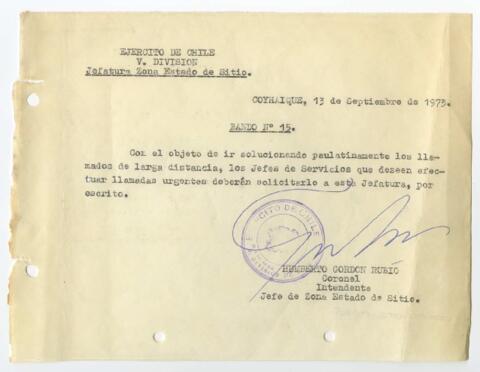 EJERCITO DE CHILE
V. DIVISION
Jefatura Zona Estado de Sitio.
COYHAIQUE, 13 de Septiembre de 1973.
BANDO Nº 15.
Con el objeto de ir solucionando paulatinamente los lla-
mados de larga distancia, los Jefes de Servicios que deseen efec-
tuar llamadas urgentes deberán solicitarlo a esta Jefatura, por
escrito.
CITO DE CHILE
HUMBERTO GORDON RUBIO
Coronel
Intendente
Jefe de Zona Estado de Sitio.